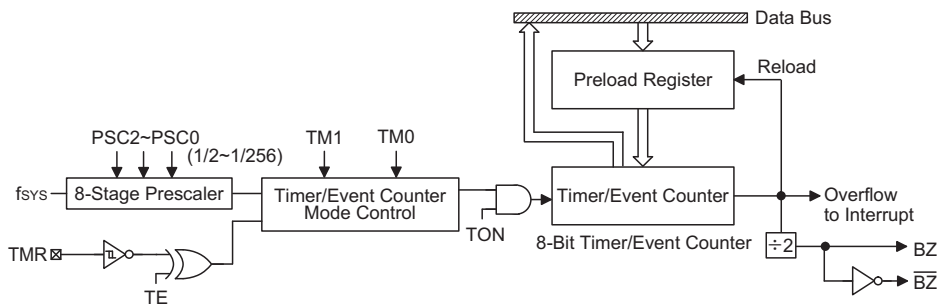 Data Bus
Preload Register
Reload
PSC2~PSC0
(1/2~1/256)
TM1
TM0
fSYS
8-Stage Prescaler
Timer/Event Counter
Mode Control
TON
Timer/Event Counter
8-Bit Timer/Event Counter
Overflow
to Interrupt
÷2
BZ
B̅Z̅
TMR
TE